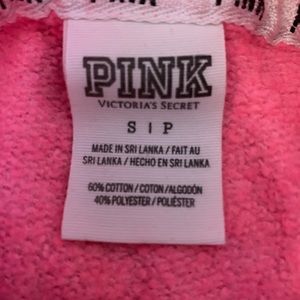 PINK
VICTORIA'S SECRET
S | P
MADE IN SRI LANKA / FAIT AU
SRI LANKA / HECHO EN SRI LANKA
60% COTTON / COTON / ALGODÓN
40% POLYESTER / POLIÉSTER